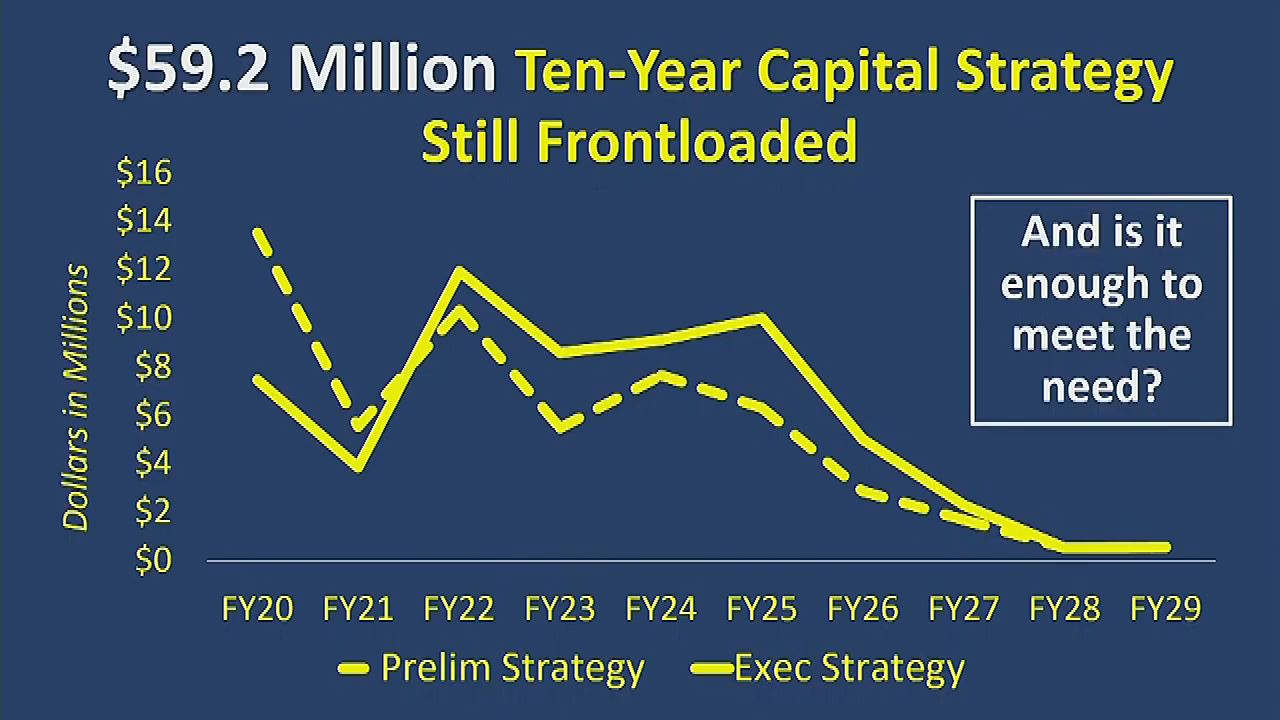 $59.2 Million Ten-Year Capital Strategy
Still Frontloaded
$16
$14
$12
$10
$8
$6
$4
$2
$0
Dollars in Millions
And is it
enough to
meet the
need?
FY20 FY21 FY22 FY23 FY24 FY25 FY26 FY27 FY28 FY29
Prelim Strategy Exec Strategy